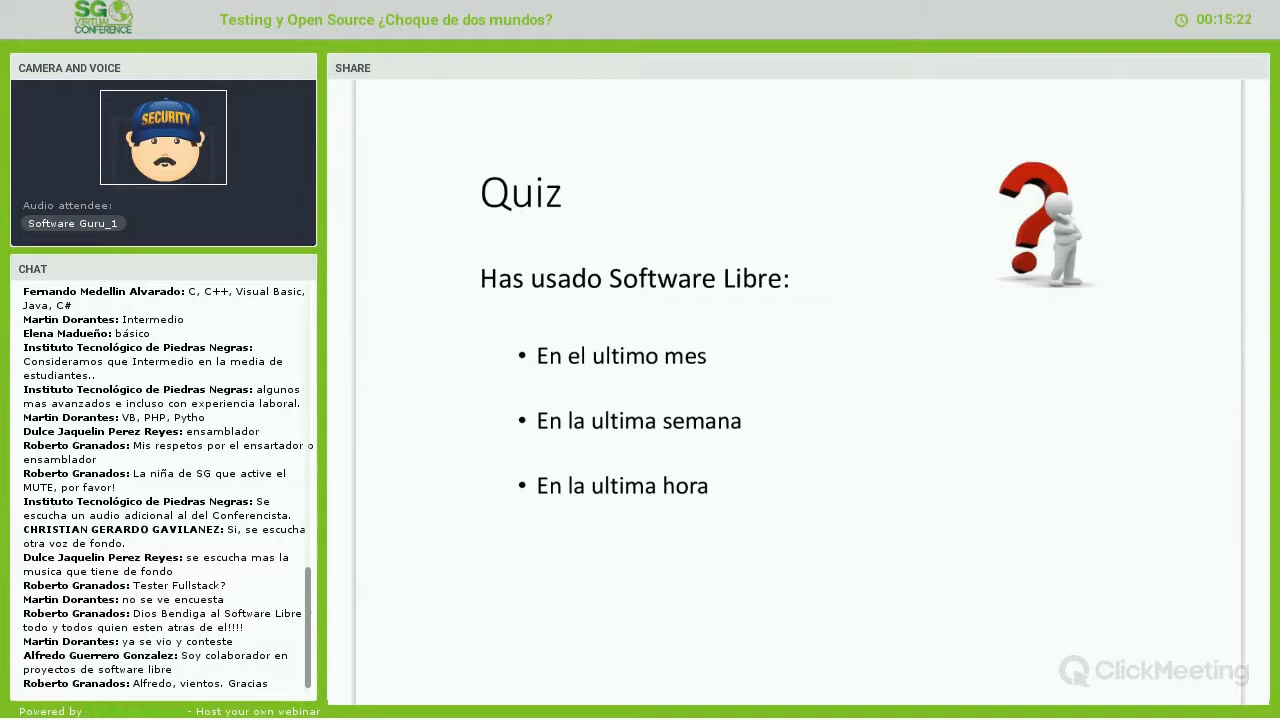 SG
VIRTUAL
CONFERENCE
Testing y Open Source ¿Choque de dos mundos?
00:15:22
CAMERA AND VOICE
SECURITY
Audio attendee:
Software Guru_1
CHAT
Fernando Medellin Alvarado: C, C++, Visual Basic,
Java, C#
Martin Dorantes: Intermedio
Elena Madueño: básico
Instituto Tecnológico de Piedras Negras:
Consideramos que Intermedio en la media de
estudiantes..
Instituto Tecnológico de Piedras Negras: algunos
mas avanzados e incluso con experiencia laboral.
Martin Dorantes: VB, PHP, Pytho
Dulce Jaquelin Perez Reyes: ensamblador
Roberto Granados: Mis respetos por el ensartador o
ensamblador
Roberto Granados: La niña de SG que active el
MUTE, por favor!
Instituto Tecnológico de Piedras Negras: Se
escucha un audio adicional al del Conferencista.
CHRISTIAN GERARDO GAVILANEZ: Si, se escucha
otra voz de fondo.
Dulce Jaquelin Perez Reyes: se escucha mas la
musica que tiene de fondo
Roberto Granados: Tester Fullstack?
Martin Dorantes: no se ve encuesta
Roberto Granados: Dios Bendiga al Software Libre
todo y todos quien esten atras de el!!!!
Martin Dorantes: ya se vio y conteste
Alfredo Guerrero Gonzalez: Soy colaborador en
proyectos de software libre
Roberto Granados: Alfredo, vientos. Gracias
Powered by - Host your own webinar
SHARE
Quiz
Has usado Software Libre:
• En el ultimo mes
• En la ultima semana
• En la ultima hora
ClickMeeting